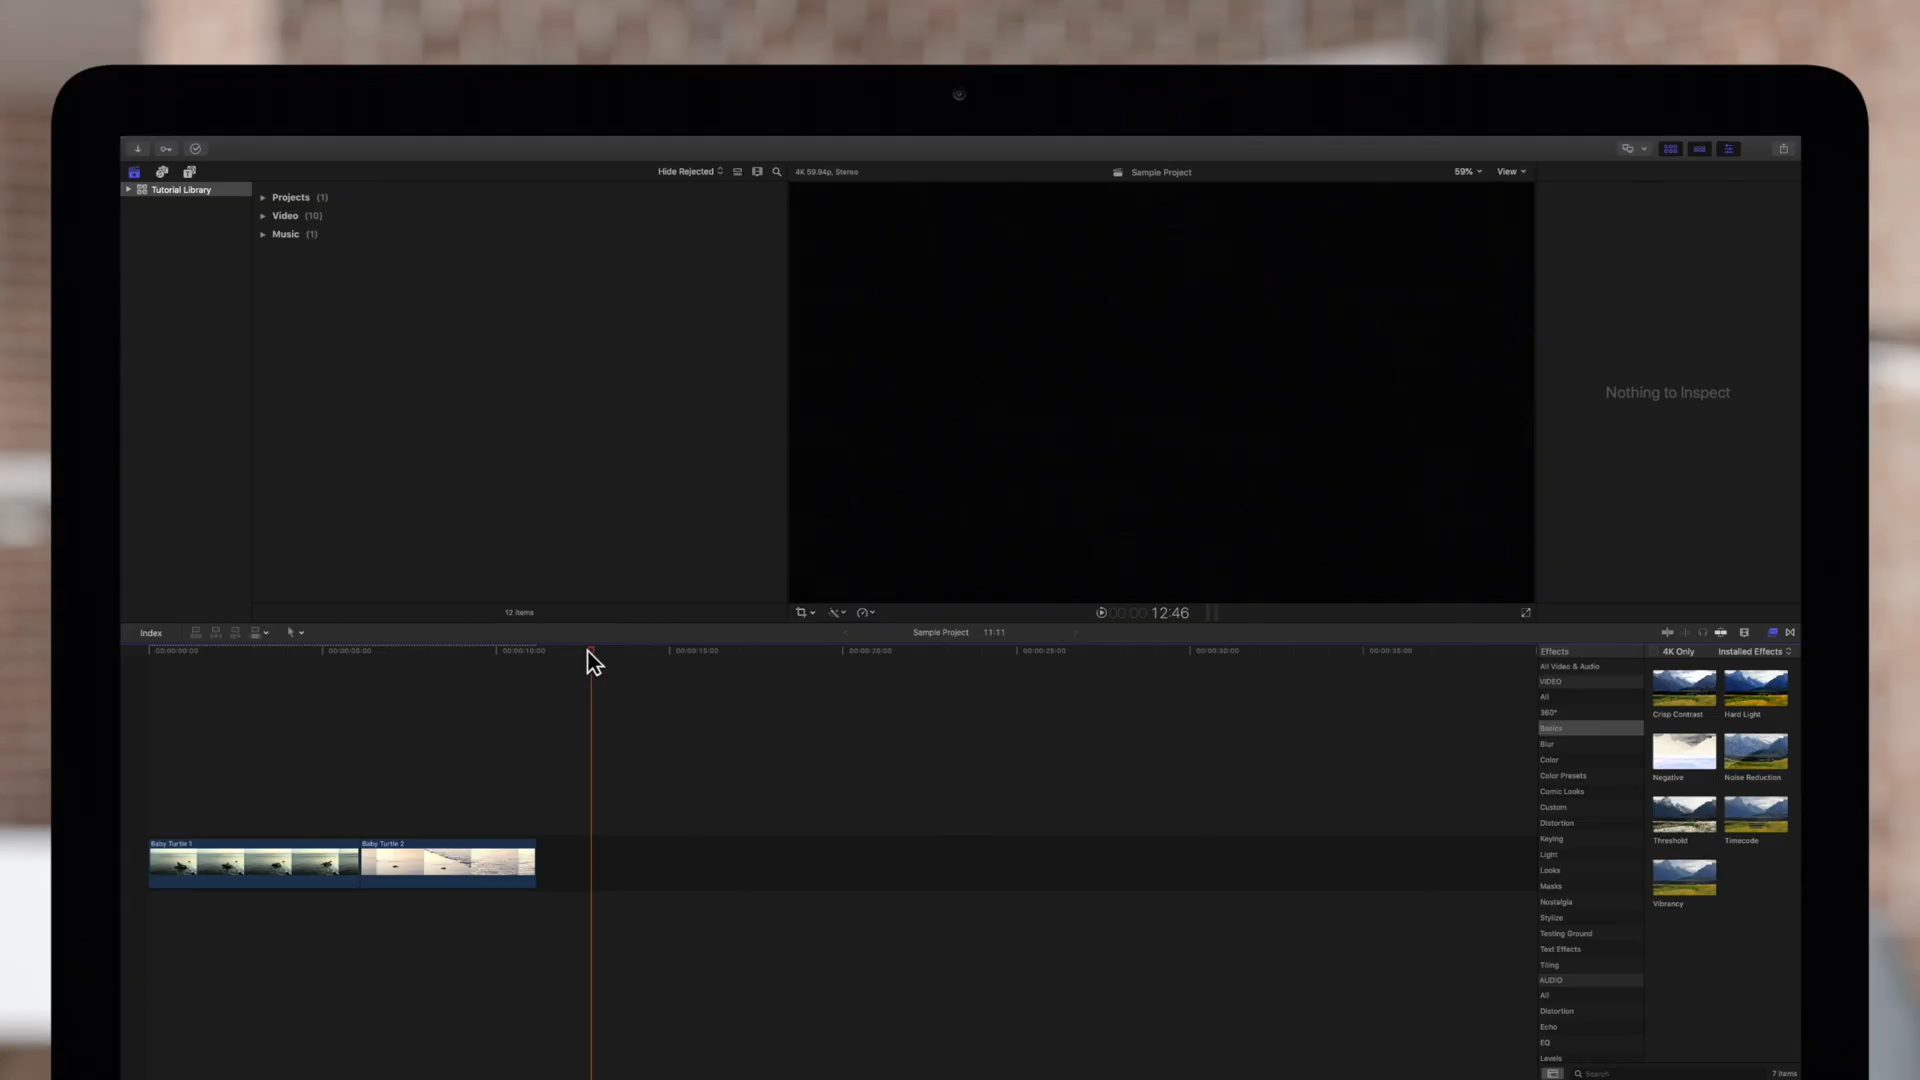 Hide Rejected
4K 59.94p, Stereo
Sample Project
59%
View
Tutorial Library
Projects (1)
Video (10)
Music (1)
Nothing to Inspect
12 items
00:00:00 12:46
Index
Sample Project 11:11
00:00:00:00
00:00:05:00
00:00:10:00
00:00:15:00
00:00:20:00
00:00:25:00
00:00:30:00
00:00:35:00
Baby Turtle 1
Baby Turtle 2
Effects
4K Only
Installed Effects
All Video & Audio
VIDEO
All
360°
Basics
Blur
Color
Color Presets
Comic Looks
Custom
Distortion
Keying
Light
Looks
Masks
Nostalgia
Stylize
Testing Ground
Text Effects
Tiling
AUDIO
All
Distortion
Echo
EQ
Levels
Crisp Contrast
Hard Light
Negative
Noise Reduction
Threshold
Timecode
Vibrancy
Search
7 items